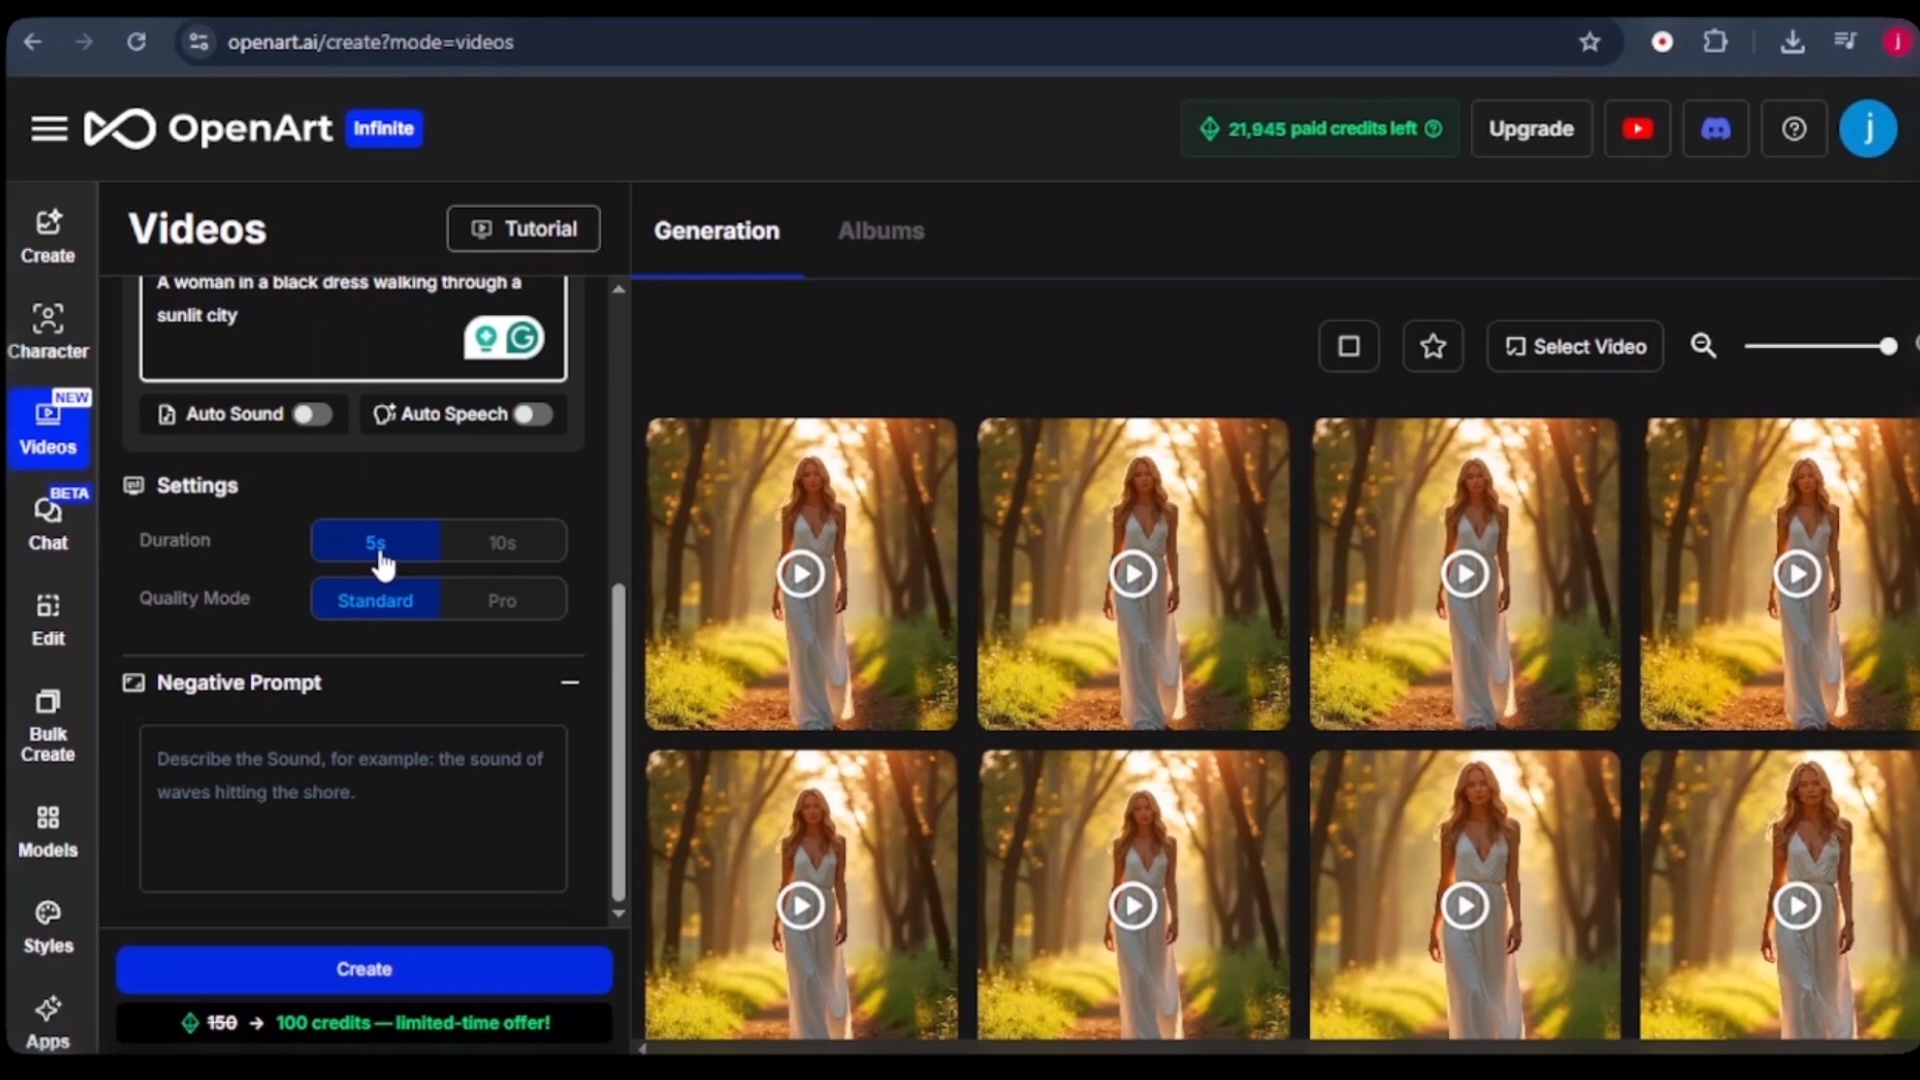 openart.ai/create?mode=videos
j
OpenArt
Infinite
21,945 paid credits left
Upgrade
j
Create
Character
NEW
Videos
BETA
Chat
Edit
Bulk
Create
Models
Styles
Apps
Videos
Tutorial
A woman in a black dress walking through a
sunlit city
Auto Sound
Auto Speech
Settings
Duration
5s
10s
Quality Mode
Standard
Pro
Negative Prompt
Describe the Sound, for example: the sound of
waves hitting the shore.
Create
150 → 100 credits — limited-time offer!
Generation
Albums
Select Video